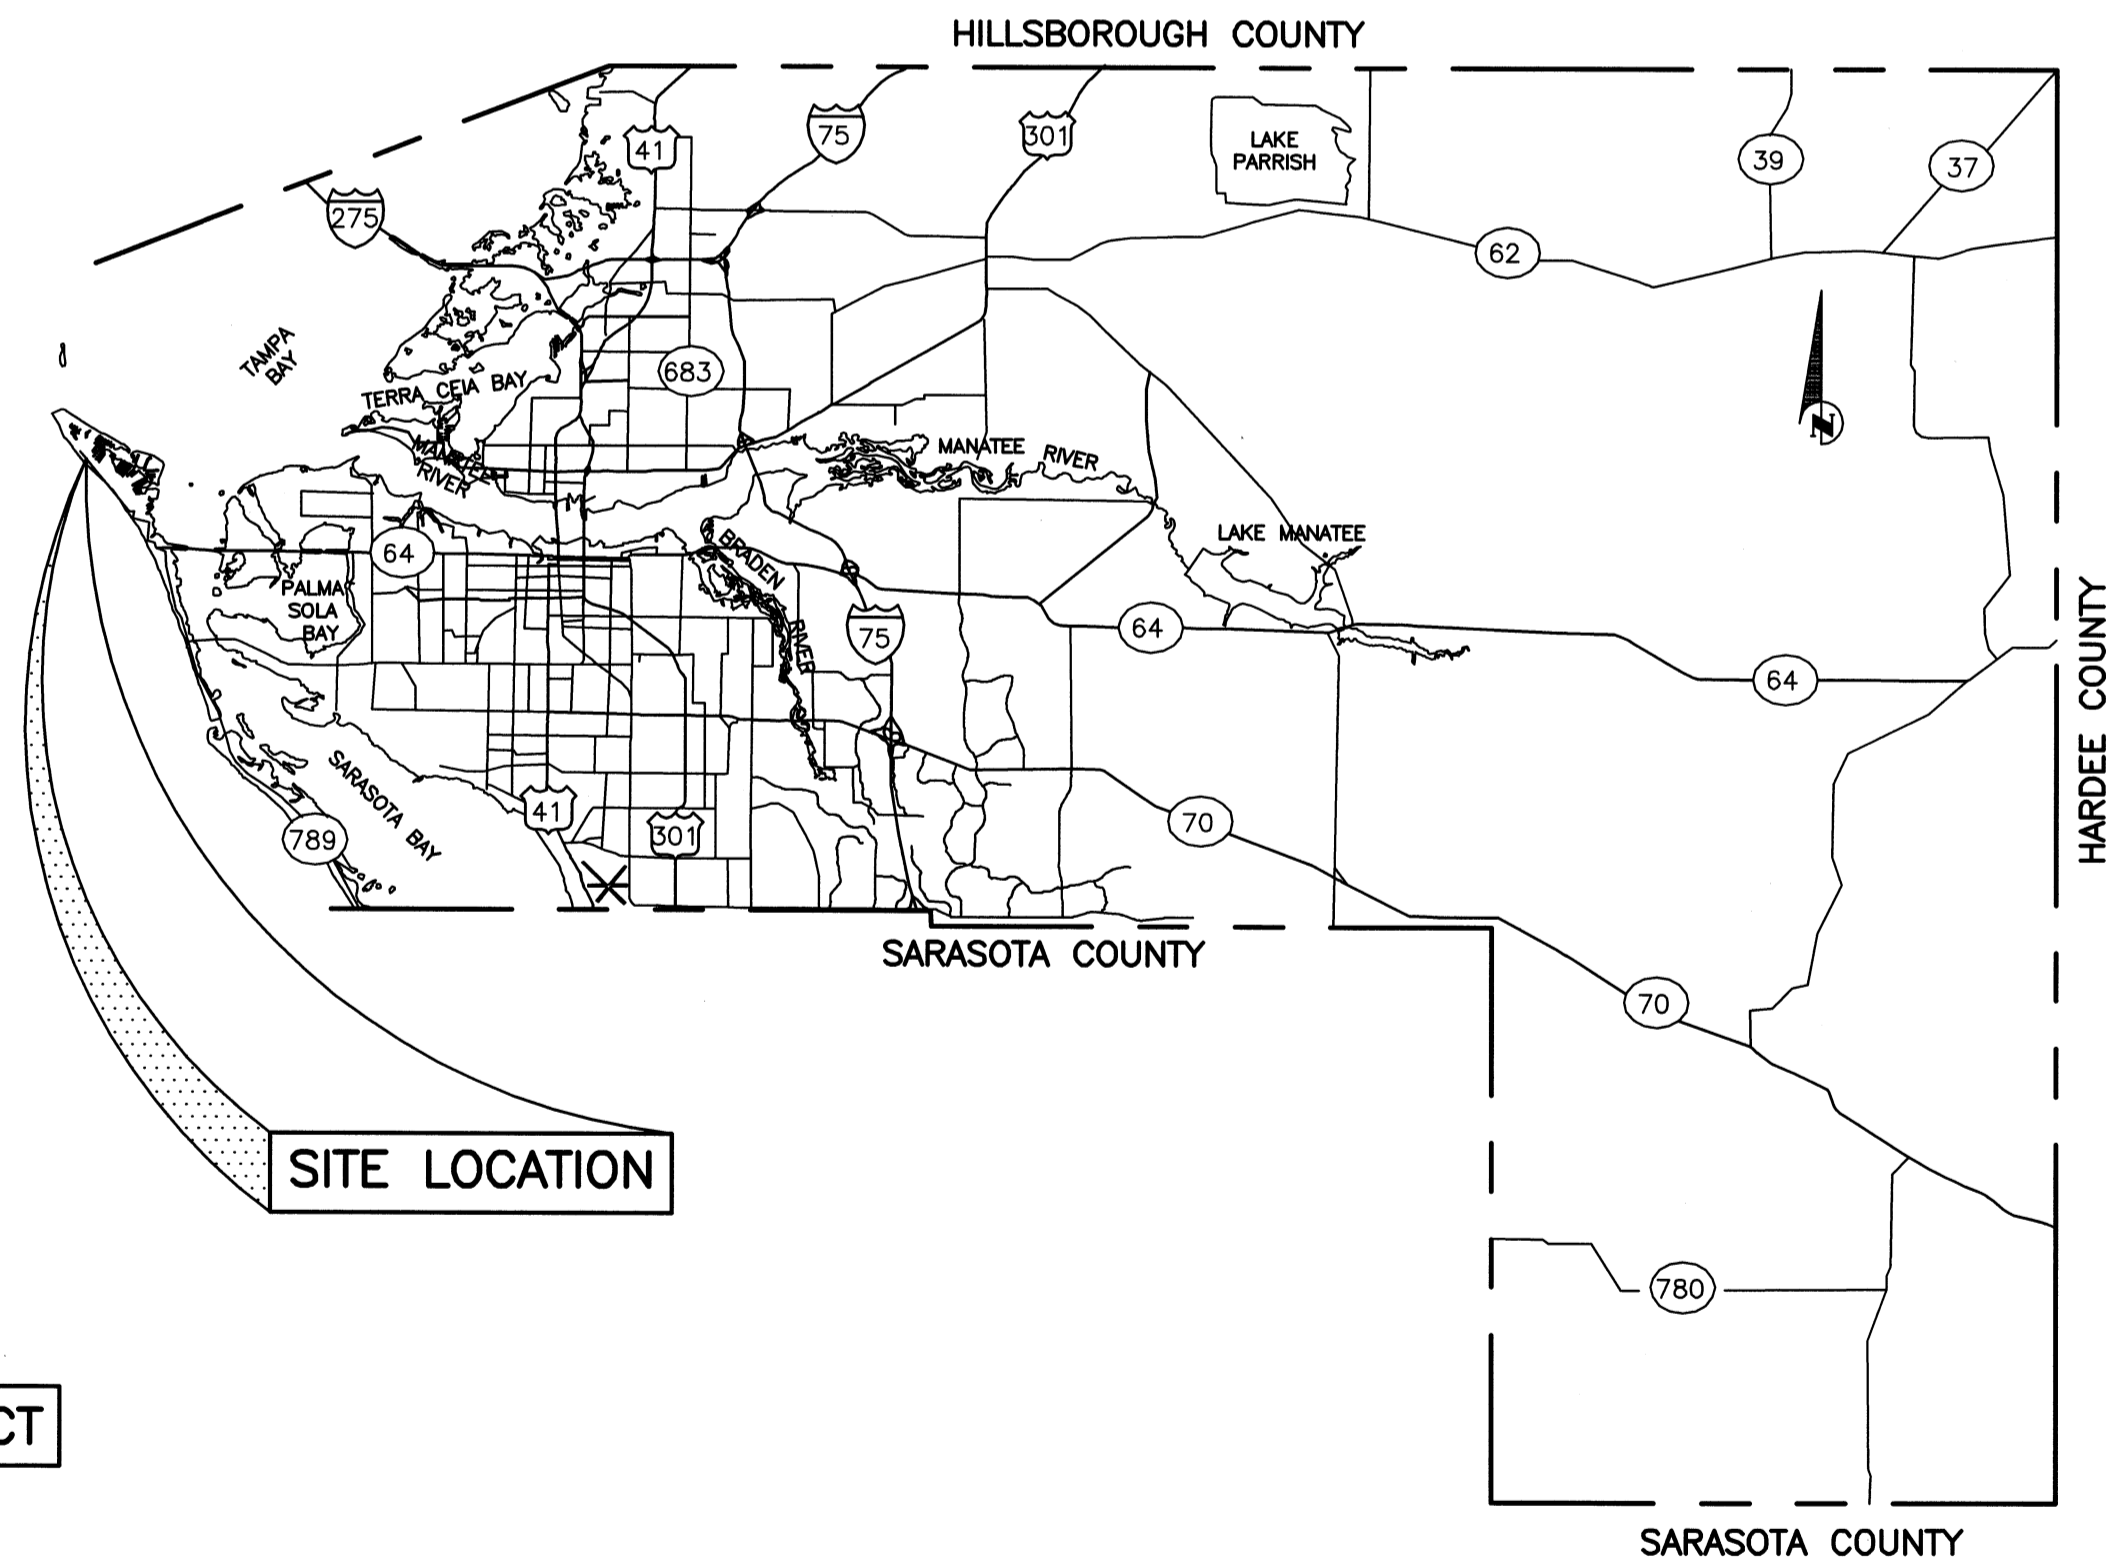 HILLSBOROUGH COUNTY
41
75
301
LAKE
PARRISH
39
37
275
62
TAMPA
BAY
TERRA CEIA BAY
683
MANATEE
RIVER
MANATEE RIVER
LAKE MANATEE
64
BRADEN
RIVER
PALMA
SOLA
BAY
75
64
64
HARDEE COUNTY
SARASOTA BAY
789
41
301
70
SARASOTA COUNTY
70
N
SITE LOCATION
780
CT
SARASOTA COUNTY